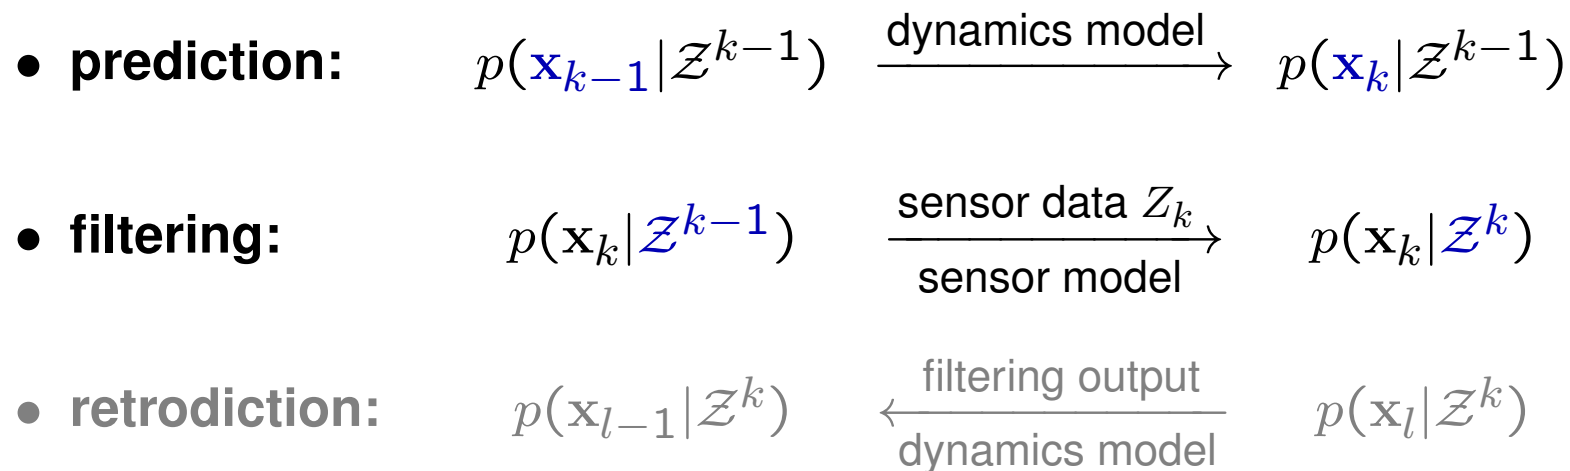 • prediction: p(x_{k−1}|𝒵^{k−1}) dynamics model → p(x_k|𝒵^{k−1})
• filtering: p(x_k|𝒵^{k−1}) sensor data Z_k → sensor model p(x_k|𝒵^k)
• retrodiction: p(x_{l−1}|𝒵^k) filtering output ← dynamics model p(x_l|𝒵^k)